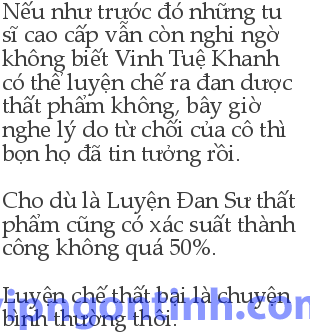 Nếu như trước đó những tu
sĩ cao cấp vẫn còn nghi ngờ
không biết Vinh Tuệ Khanh
có thể luyện chế ra đan dược
thất phẩm không, bây giờ
nghe lý do từ chối của cô thì
bọn họ đã tin tưởng rồi.
Cho dù là Luyện Đan Sư thất
phẩm cũng có xác suất thành
công không quá 50%.
Luyện chế thất bại là chuyện
vipngontinh.com
bình thường thôi.